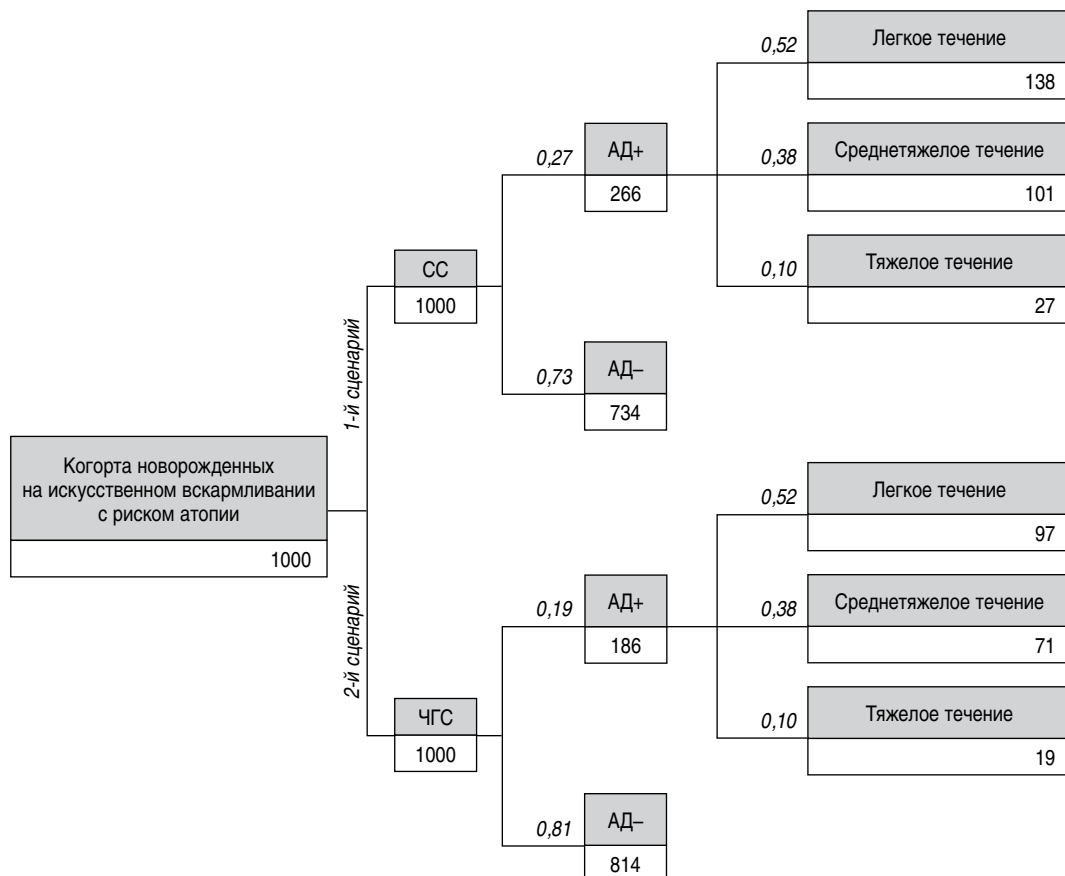 Когорта новорожденных
на искусственном вскармливании
с риском атопии
1000
1-й сценарий
СС
1000
0,27
АД+
266
0,52
Легкое течение
138
0,38
Среднетяжелое течение
101
0,10
Тяжелое течение
27
0,73
АД–
734
2-й сценарий
ЧГС
1000
0,19
АД+
186
0,52
Легкое течение
97
0,38
Среднетяжелое течение
71
0,10
Тяжелое течение
19
0,81
АД–
814